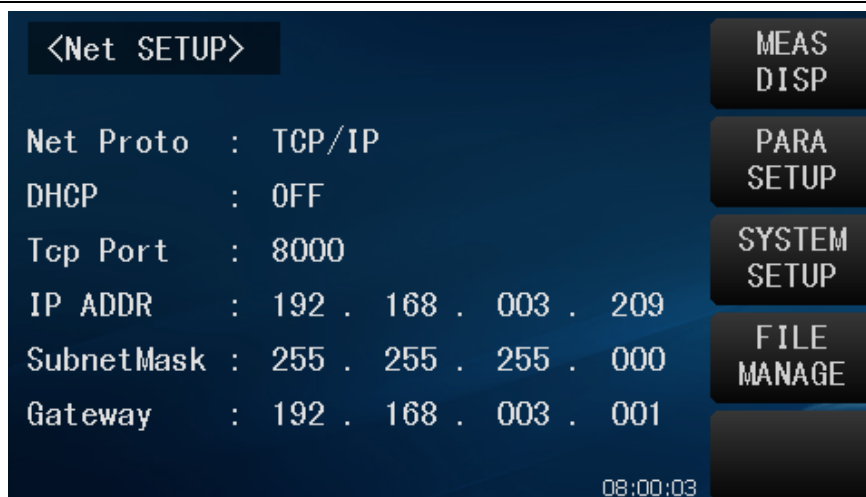 <Net SETUP>
Net Proto : TCP/IP
DHCP : OFF
Tcp Port : 8000
IP ADDR : 192 . 168 . 003 . 209
SubnetMask : 255 . 255 . 255 . 000
Gateway : 192 . 168 . 003 . 001
08:00:03
MEAS
DISP
PARA
SETUP
SYSTEM
SETUP
FILE
MANAGE